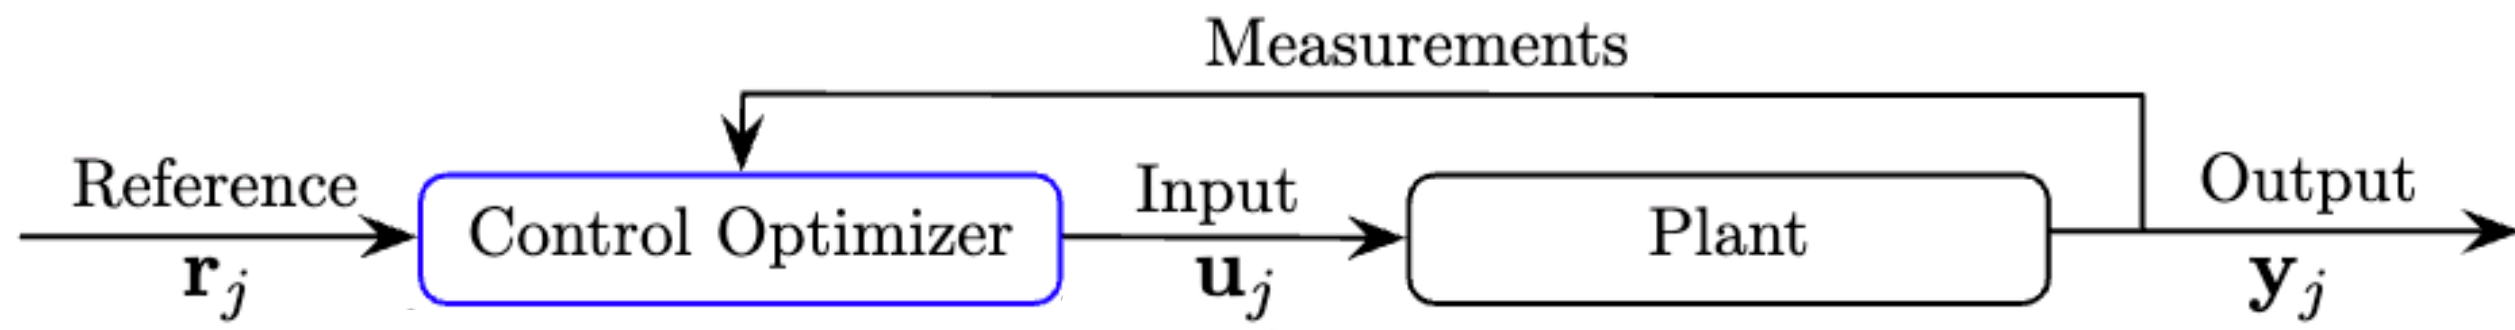 Measurements
Reference
Input
Output
Control Optimizer
Plant
r_j
u_j
y_j